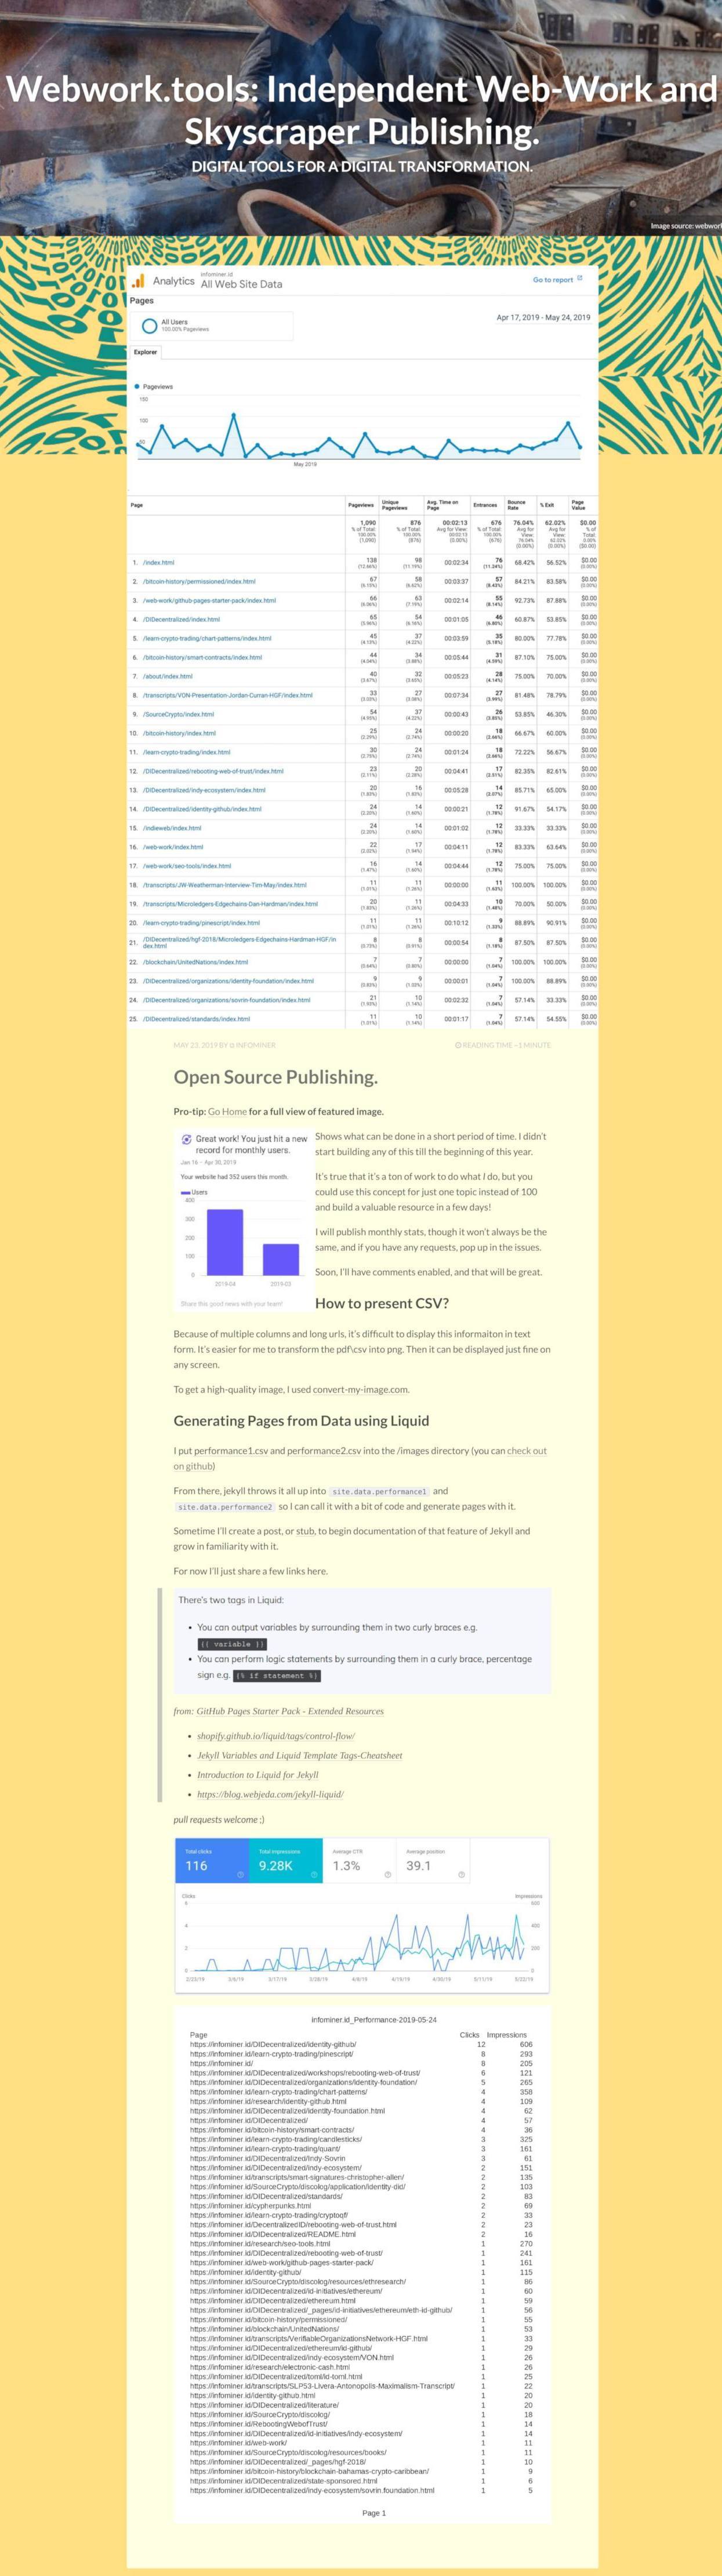 Webwork.tools: Independent Web-Work and
Skyscraper Publishing.
DIGITAL TOOLS FOR A DIGITAL TRANSFORMATION.
Image source: webwor
Analytics
infominer.id
All Web Site Data
Go to report
Pages
All Users
100.00% Pageviews
Apr 17, 2019 - May 24, 2019
Explorer
Pageviews
150
100
50
May 2019
Page Pageviews Unique Pageviews Avg. Time on Page Entrances Bounce Rate % Exit Page Value
1,090 876 00:02:13 676 76.04% 62.02% $0.00
1. /index.html 138 98 00:02:34 76 68.42% 56.52% $0.00
2. /bitcoin-history/permissioned/index.html 67 58 00:03:37 57 84.21% 83.58% $0.00
3. /web-work/github-pages-starter-pack/index.html 66 63 00:02:14 55 92.73% 87.88% $0.00
4. /DIDecentralized/index.html 65 54 00:01:05 46 60.87% 53.85% $0.00
5. /learn-crypto-trading/chart-patterns/index.html 45 37 00:03:59 35 80.00% 77.78% $0.00
6. /bitcoin-history/smart-contracts/index.html 44 34 00:05:44 31 87.10% 75.00% $0.00
7. /about/index.html 40 32 00:05:23 28 75.00% 70.00% $0.00
8. /transcripts/VON-Presentation-Jordan-Curran-HGF/index.html 33 27 00:07:34 27 81.48% 78.79% $0.00
9. /SourceCrypto/index.html 54 37 00:00:43 26 53.85% 46.30% $0.00
10. /bitcoin-history/index.html 25 24 00:00:20 18 66.67% 60.00% $0.00
11. /learn-crypto-trading/index.html 30 24 00:01:24 18 72.22% 56.67% $0.00
12. /DIDecentralized/rebooting-web-of-trust/index.html 23 20 00:04:41 17 82.35% 82.61% $0.00
13. /DIDecentralized/indy-ecosystem/index.html 20 16 00:05:28 14 85.71% 65.00% $0.00
14. /DIDecentralized/identity-github/index.html 24 14 00:00:21 12 91.67% 54.17% $0.00
15. /indieweb/index.html 24 14 00:01:02 12 33.33% 33.33% $0.00
16. /web-work/index.html 22 17 00:04:11 12 83.33% 63.64% $0.00
17. /web-work/seo-tools/index.html 16 14 00:04:44 12 75.00% 75.00% $0.00
18. /transcripts/JW-Weatherman-Interview-Tim-May/index.html 11 11 00:00:00 11 100.00% 100.00% $0.00
19. /transcripts/Microledgers-Edgechains-Dan-Hardman/index.html 20 11 00:04:33 10 70.00% 50.00% $0.00
20. /learn-crypto-trading/pinescript/index.html 11 11 00:10:12 9 88.89% 90.91% $0.00
21. /DIDecentralized/hgf-2018/Microledgers-Edgechains-Hardman-HGF/in
dex.html 8 8 00:00:54 8 87.50% 87.50% $0.00
22. /blockchain/UnitedNations/index.html 7 7 00:00:00 7 100.00% 100.00% $0.00
23. /DIDecentralized/organizations/identity-foundation/index.html 9 9 00:00:01 7 100.00% 88.89% $0.00
24. /DIDecentralized/organizations/sovrin-foundation/index.html 21 10 00:02:32 7 57.14% 33.33% $0.00
25. /DIDecentralized/standards/index.html 11 10 00:01:17 7 57.14% 54.55% $0.00
MAY 23, 2019 BY @INFOMINER
READING TIME ~1 MINUTE
Open Source Publishing.
Pro-tip: Go Home for a full view of featured image.
Great work! You just hit a new
record for monthly users.
Jan 16 - Apr 30, 2019
Your website had 352 users this month.
Users
400
300
200
100
0
2019-04 2019-03
Share this good news with your team!
Shows what can be done in a short period of time. I didn't
start building any of this till the beginning of this year.
It's true that it's a ton of work to do what I do, but you
could use this concept for just one topic instead of 100
and build a valuable resource in a few days!
I will publish monthly stats, though it won't always be the
same, and if you have any requests, pop up in the issues.
Soon, I'll have comments enabled, and that will be great.
How to present CSV?
Because of multiple columns and long urls, it's difficult to display this informaiton in text
form. It's easier for me to transform the pdf\csv into png. Then it can be displayed just fine on
any screen.
To get a high-quality image, I used convert-my-image.com.
Generating Pages from Data using Liquid
I put performance1.csv and performance2.csv into the /images directory (you can check out
on github)
From there, jekyll throws it all up into site.data.performance1 and
site.data.performance2 so I can call it with a bit of code and generate pages with it.
Sometime I'll create a post, or stub, to begin documentation of that feature of Jekyll and
grow in familiarity with it.
For now I'll just share a few links here.
There's two tags in Liquid:
You can output variables by surrounding them in two curly braces e.g.
{{ variable }}
You can perform logic statements by surrounding them in a curly brace, percentage
sign e.g. {% if statement %}
from: GitHub Pages Starter Pack - Extended Resources
shopify.github.io/liquid/tags/control-flow/
Jekyll Variables and Liquid Template Tags-Cheatsheet
Introduction to Liquid for Jekyll
https://blog.webjeda.com/jekyll-liquid/
pull requests welcome ;)
Total clicks Total impressions Average CTR Average position
116 9.28K 1.3% 39.1
Clicks Impressions
6 600
4 400
2 200
0 0
2/23/19 3/6/19 3/17/19 3/28/19 4/8/19 4/19/19 4/30/19 5/11/19 5/22/19
infominer.id_Performance-2019-05-24
Page Clicks Impressions
https://infominer.id/DIDecentralized/identity-github/ 12 606
https://infominer.id/learn-crypto-trading/pinescript/ 8 293
https://infominer.id/ 8 205
https://infominer.id/DIDecentralized/workshops/rebooting-web-of-trust/ 6 121
https://infominer.id/DIDecentralized/organizations/identity-foundation/ 5 265
https://infominer.id/learn-crypto-trading/chart-patterns/ 4 358
https://infominer.id/research/identity-github.html 4 109
https://infominer.id/DIDecentralized/identity-foundation.html 4 62
https://infominer.id/DIDecentralized/ 4 57
https://infominer.id/bitcoin-history/smart-contracts/ 4 36
https://infominer.id/learn-crypto-trading/candlesticks/ 3 325
https://infominer.id/learn-crypto-trading/quant/ 3 161
https://infominer.id/DIDecentralized/Indy-Sovrin 3 61
https://infominer.id/DIDecentralized/indy-ecosystem/ 2 151
https://infominer.id/transcripts/smart-signatures-christopher-allen/ 2 135
https://infominer.id/SourceCrypto/discolog/application/identity-did/ 2 103
https://infominer.id/DIDecentralized/standards/ 2 83
https://infominer.id/cypherpunks.html 2 69
https://infominer.id/learn-crypto-trading/cryptoqf/ 2 33
https://infominer.id/DecentralizedID/rebooting-web-of-trust.html 2 23
https://infominer.id/DIDecentralized/README.html 2 16
https://infominer.id/research/seo-tools.html 1 270
https://infominer.id/DIDecentralized/rebooting-web-of-trust/ 1 241
https://infominer.id/web-work/github-pages-starter-pack/ 1 161
https://infominer.id/identity-github/ 1 115
https://infominer.id/SourceCrypto/discolog/resources/ethresearch/ 1 86
https://infominer.id/DIDecentralized/id-initiatives/ethereum/ 1 60
https://infominer.id/DIDecentralized/ethereum.html 1 59
https://infominer.id/DIDecentralized/_pages/id-initiatives/ethereum/eth-id-github/ 1 56
https://infominer.id/bitcoin-history/permissioned/ 1 55
https://infominer.id/blockchain/UnitedNations/ 1 53
https://infominer.id/transcripts/VerifiableOrganizationsNetwork-HGF.html 1 33
https://infominer.id/DIDecentralized/ethereum/id-github/ 1 29
https://infominer.id/DIDecentralized/indy-ecosystem/VON.html 1 26
https://infominer.id/research/electronic-cash.html 1 26
https://infominer.id/DIDecentralized/toml/id-toml.html 1 25
https://infominer.id/transcripts/SLP53-Livera-Antonopolis-Maximalism-Transcript/ 1 22
https://infominer.id/identity-github.html 1 20
https://infominer.id/DIDecentralized/literature/ 1 20
https://infominer.id/SourceCrypto/discolog/ 1 18
https://infominer.id/RebootingWebofTrust/ 1 14
https://infominer.id/DIDecentralized/id-initiatives/indy-ecosystem/ 1 14
https://infominer.id/web-work/ 1 11
https://infominer.id/SourceCrypto/discolog/resources/books/ 1 11
https://infominer.id/DIDecentralized/_pages/hgf-2018/ 1 10
https://infominer.id/bitcoin-history/blockchain-bahamas-crypto-caribbean/ 1 9
https://infominer.id/DIDecentralized/state-sponsored.html 1 6
https://infominer.id/DIDecentralized/indy-ecosystem/sovrin.foundation.html 1 5
Page 1